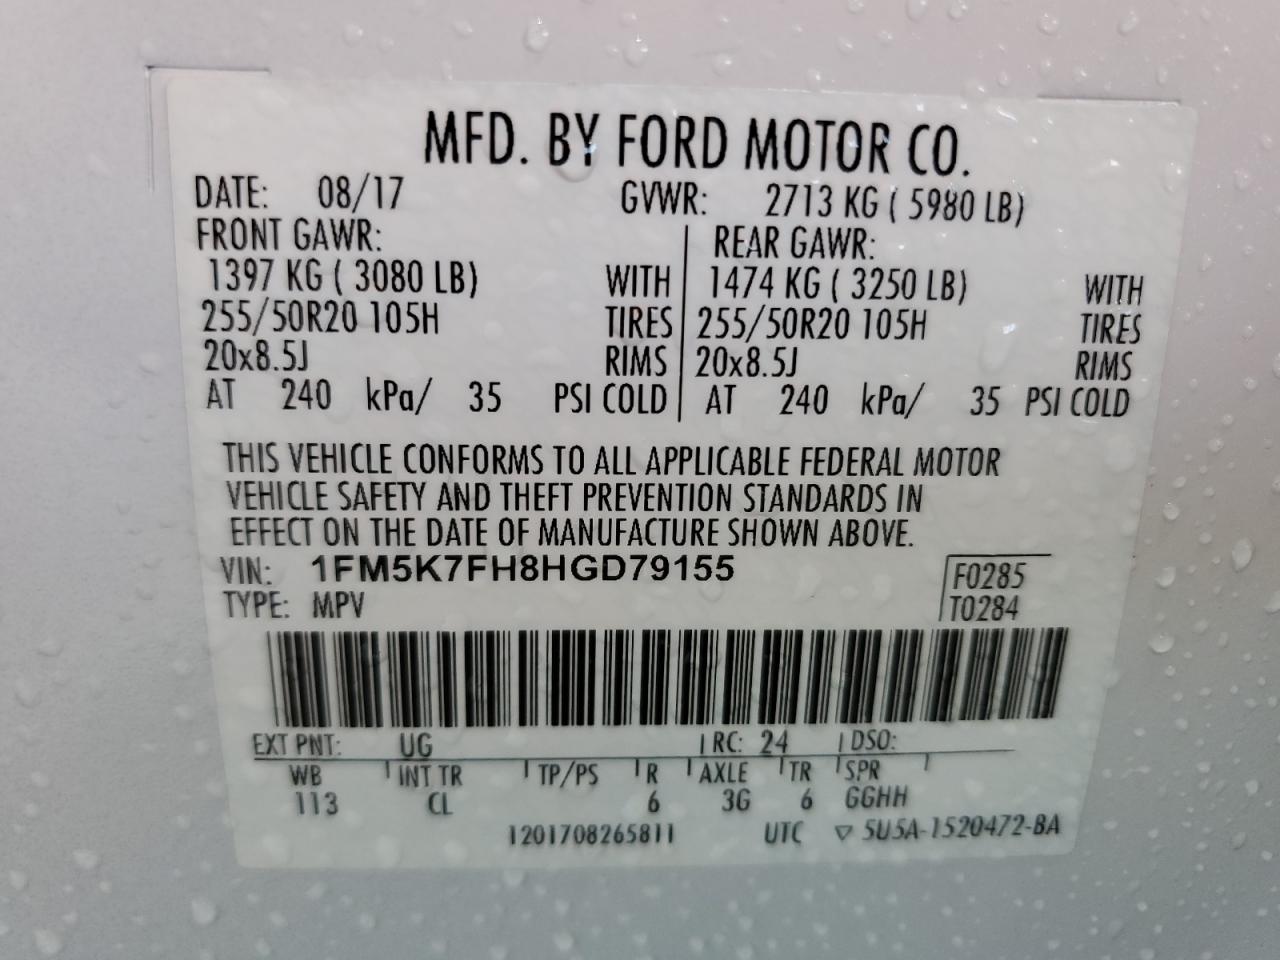 MFD. BY FORD MOTOR CO.
DATE: 08/17 GVWR: 2713 KG ( 5980 LB)
FRONT GAWR: REAR GAWR:
1397 KG ( 3080 LB) WITH 1474 KG ( 3250 LB) WITH
255/50R20 105H TIRES 255/50R20 105H TIRES
20x8.5J RIMS 20x8.5J RIMS
AT 240 kPa/ 35 PSI COLD AT 240 kPa/ 35 PSI COLD
THIS VEHICLE CONFORMS TO ALL APPLICABLE FEDERAL MOTOR
VEHICLE SAFETY AND THEFT PREVENTION STANDARDS IN
EFFECT ON THE DATE OF MANUFACTURE SHOWN ABOVE.
VIN: 1FM5K7FH8HGD79155 F0285
TYPE: MPV T0284
EXT PNT: UG RC: 24 DSO:
WB INT TR TP/PS R AXLE TR SPR
113 CL 6 3G 6 GGHH
1201708265811 UTC ▽ 5U5A-1520472-BA